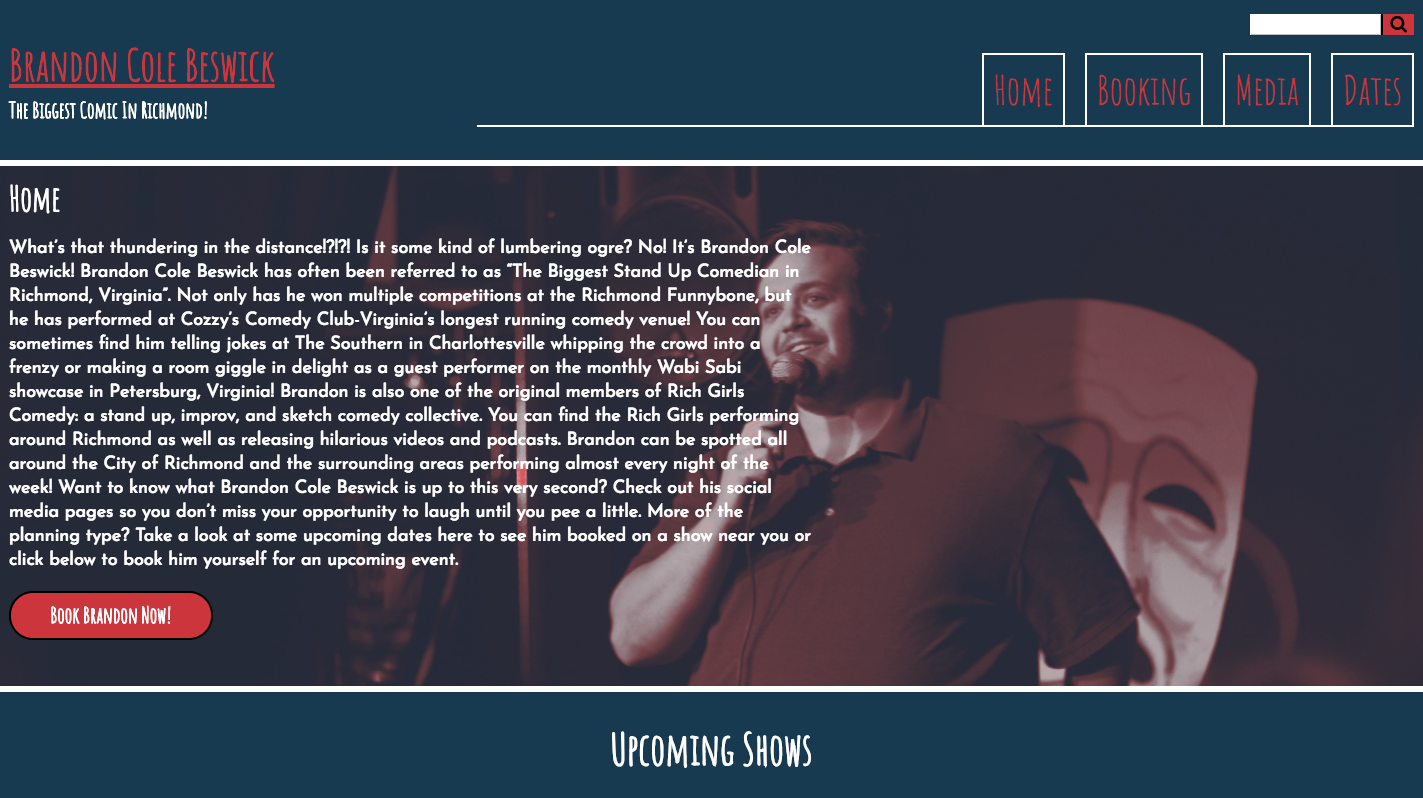 Brandon Cole Beswick
The Biggest Comic In Richmond!
Home
Booking
Media
Dates
Home
What's that thundering in the distance!?!?! Is it some kind of lumbering ogre? No! It's Brandon Cole
Beswick! Brandon Cole Beswick has often been referred to as “The Biggest Stand Up Comedian in
Richmond, Virginia”. Not only has he won multiple competitions at the Richmond Funnybone, but
he has performed at Cozzy's Comedy Club-Virginia's longest running comedy venue! You can
sometimes find him telling jokes at The Southern in Charlottesville whipping the crowd into a
frenzy or making a room giggle in delight as a guest performer on the monthly Wabi Sabi
showcase in Petersburg, Virginia! Brandon is also one of the original members of Rich Girls
Comedy: a stand up, improv, and sketch comedy collective. You can find the Rich Girls performing
around Richmond as well as releasing hilarious videos and podcasts. Brandon can be spotted all
around the City of Richmond and the surrounding areas performing almost every night of the
week! Want to know what Brandon Cole Beswick is up to this very second? Check out his social
media pages so you don't miss your opportunity to laugh until you pee a little. More of the
planning type? Take a look at some upcoming dates here to see him booked on a show near you or
click below to book him yourself for an upcoming event.
Book Brandon Now!
Upcoming Shows